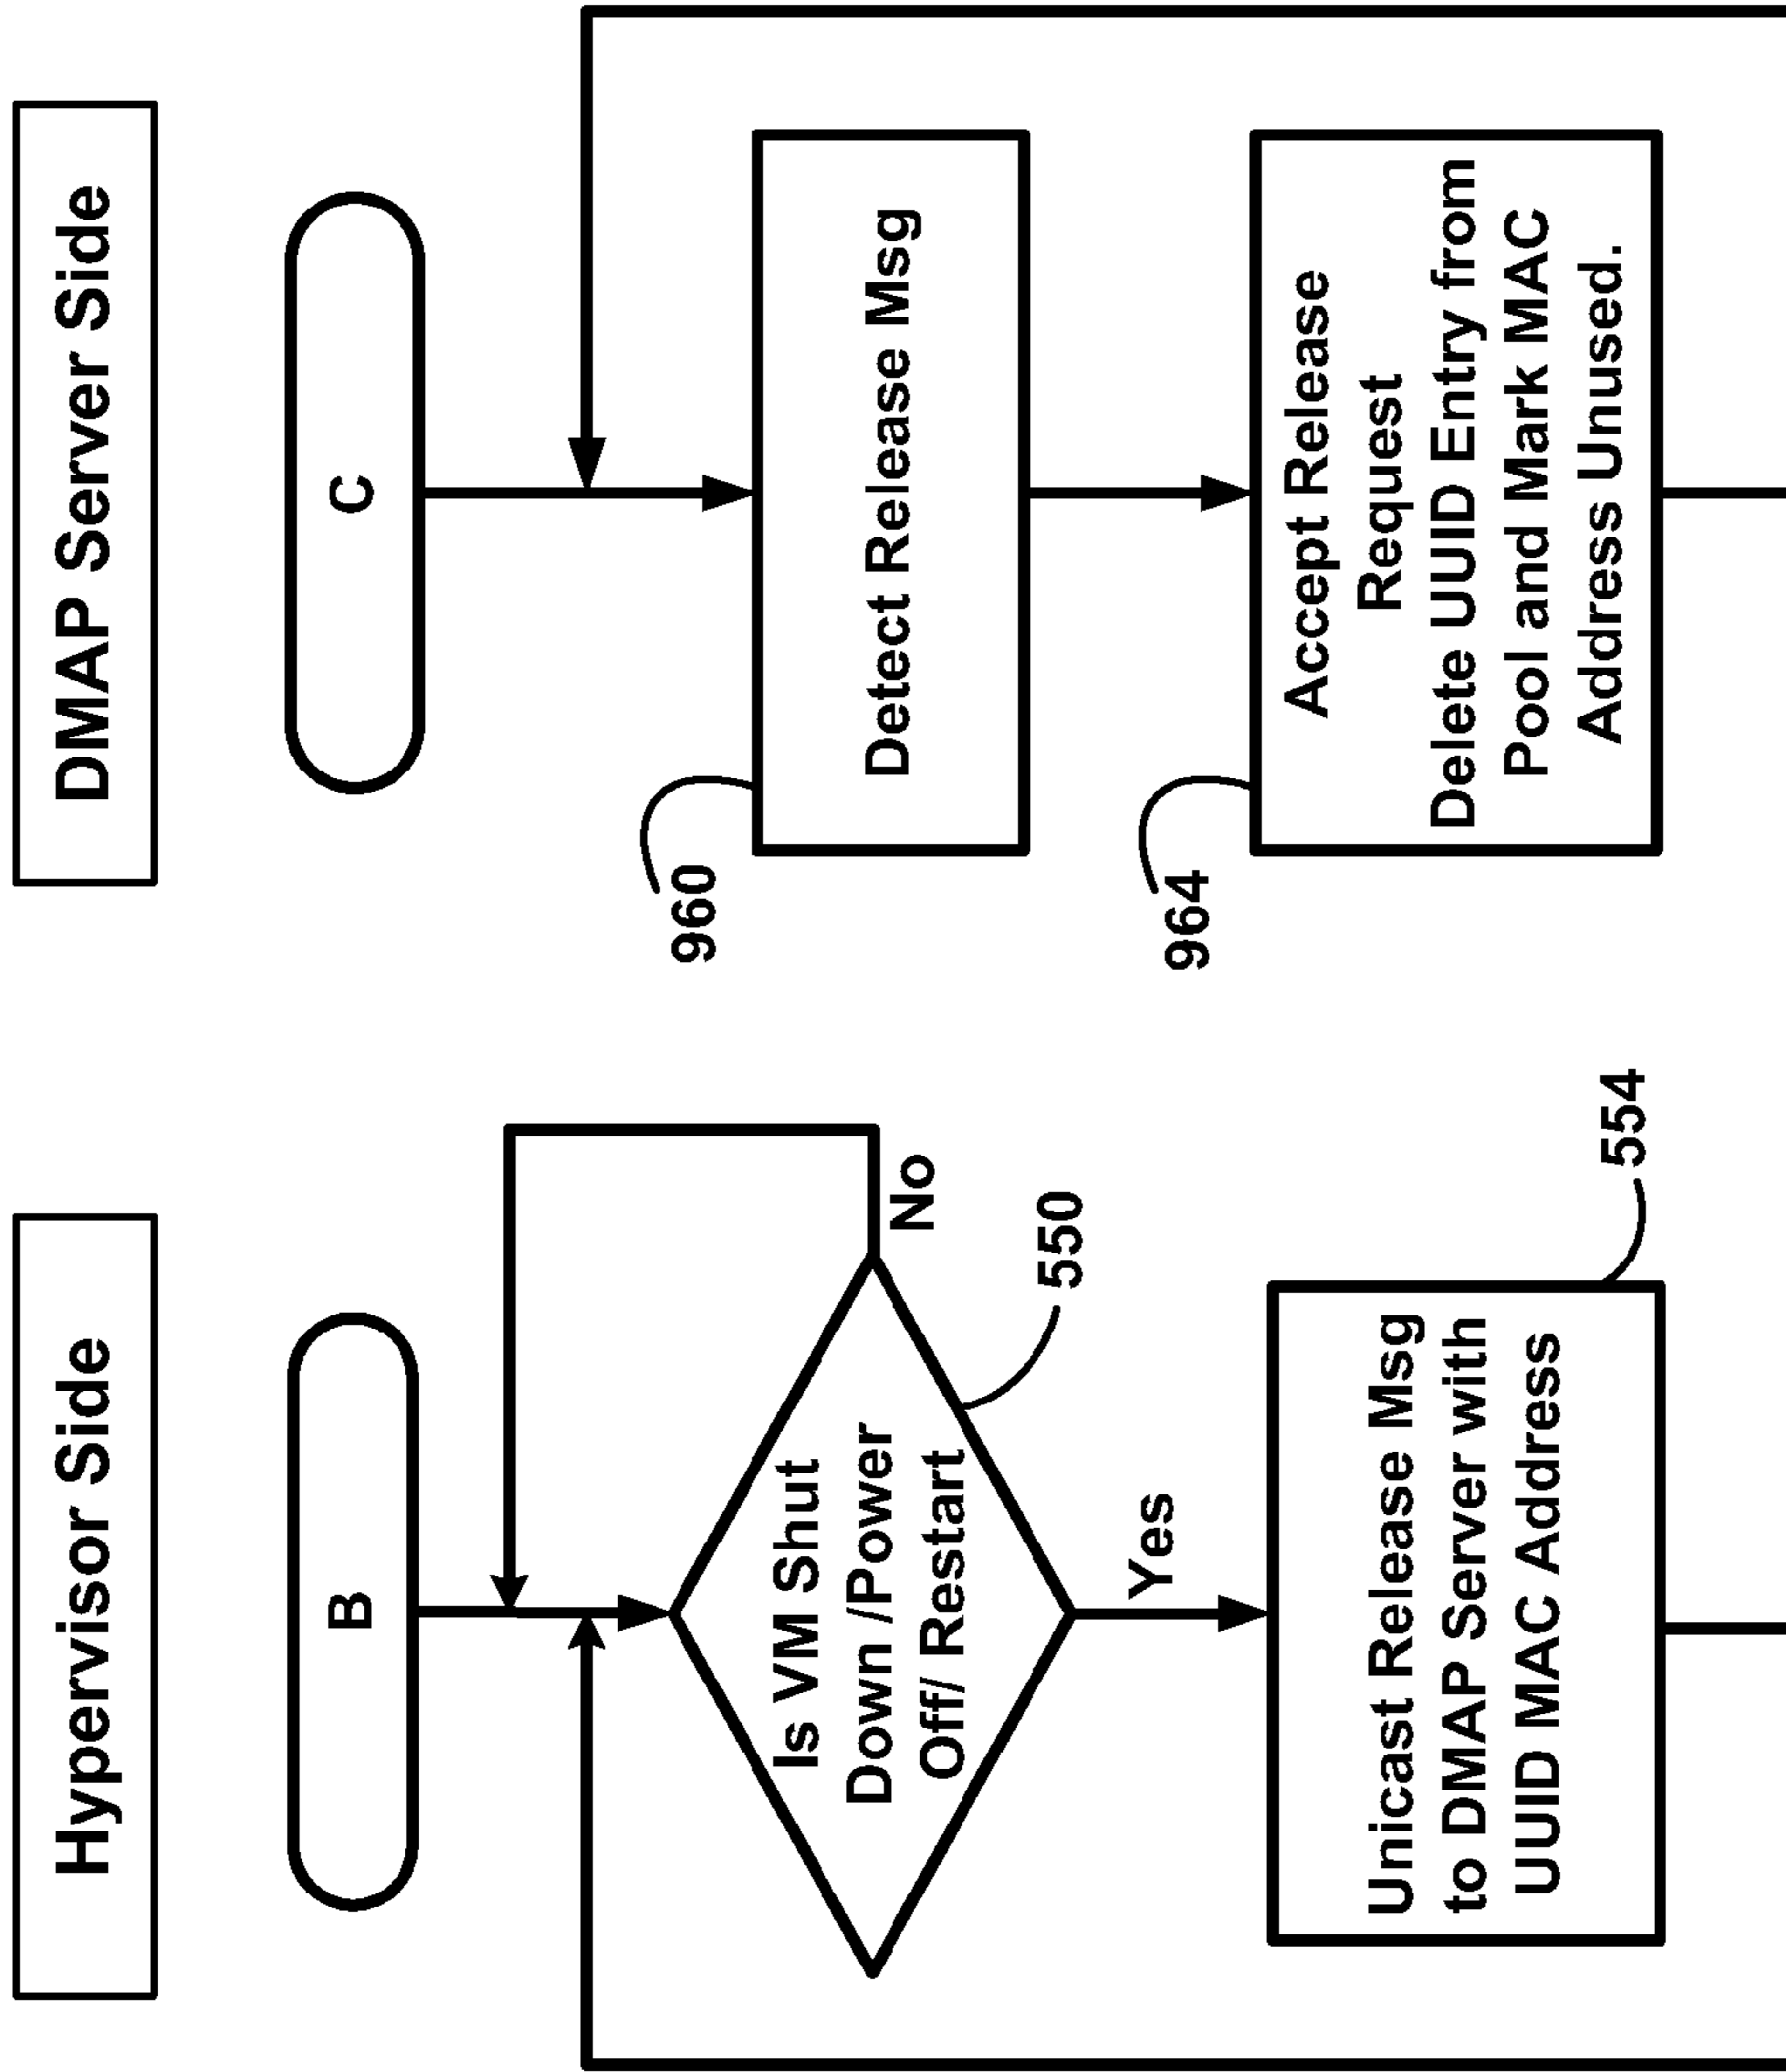 Hypervisor Side
B
Is VM Shut
Down /Power
Off/ Restart
No
550
Yes
Unicast Release Msg
to DMAP Server with
UUID MAC Address
554
DMAP Server Side
C
960
Detect Release Msg
964
Accept Release
Request
Delete UUID Entry from
Pool and Mark MAC
Address Unused.